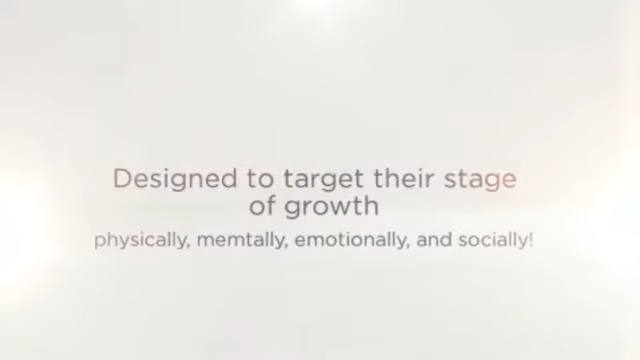 Designed to target their stage
of growth
physically, memtally, emotionally, and socially!